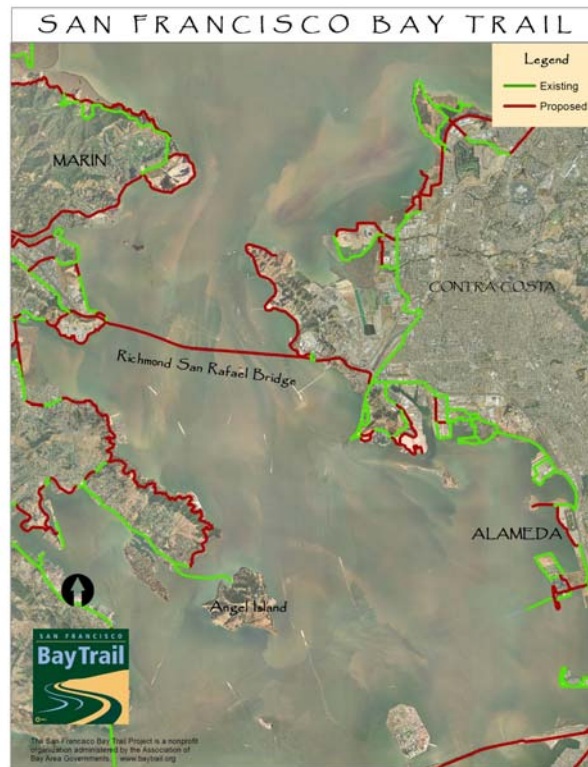 SAN FRANCISCO BAY TRAIL
Legend
Existing
Proposed
MARIN
CONTRA COSTA
Richmond San Rafael Bridge
ALAMEDA
Angel Island
SAN FRANCISCO
Bay Trail
The San Francisco Bay Trail Project is a nonprofit
organization administered by the Association of
Bay Area Governments. www.baytrail.org